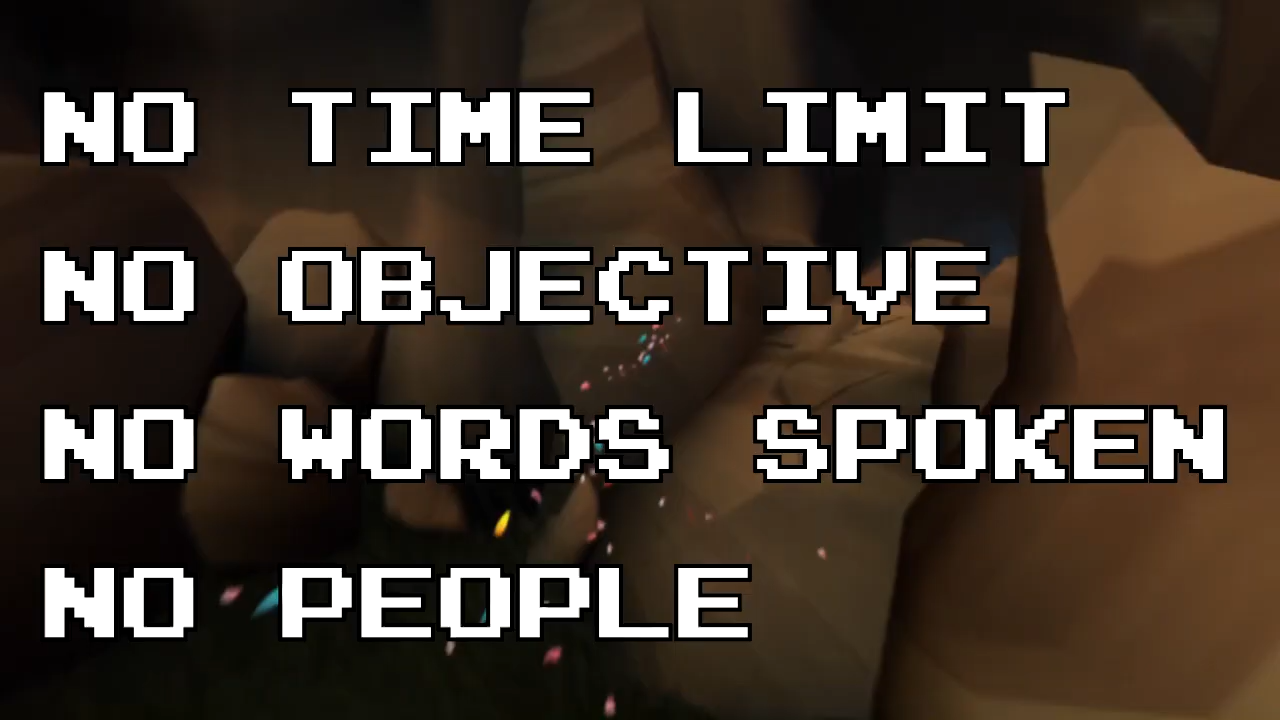 NO TIME LIMIT
NO OBJECTIVE
NO WORDS SPOKEN
NO PEOPLE